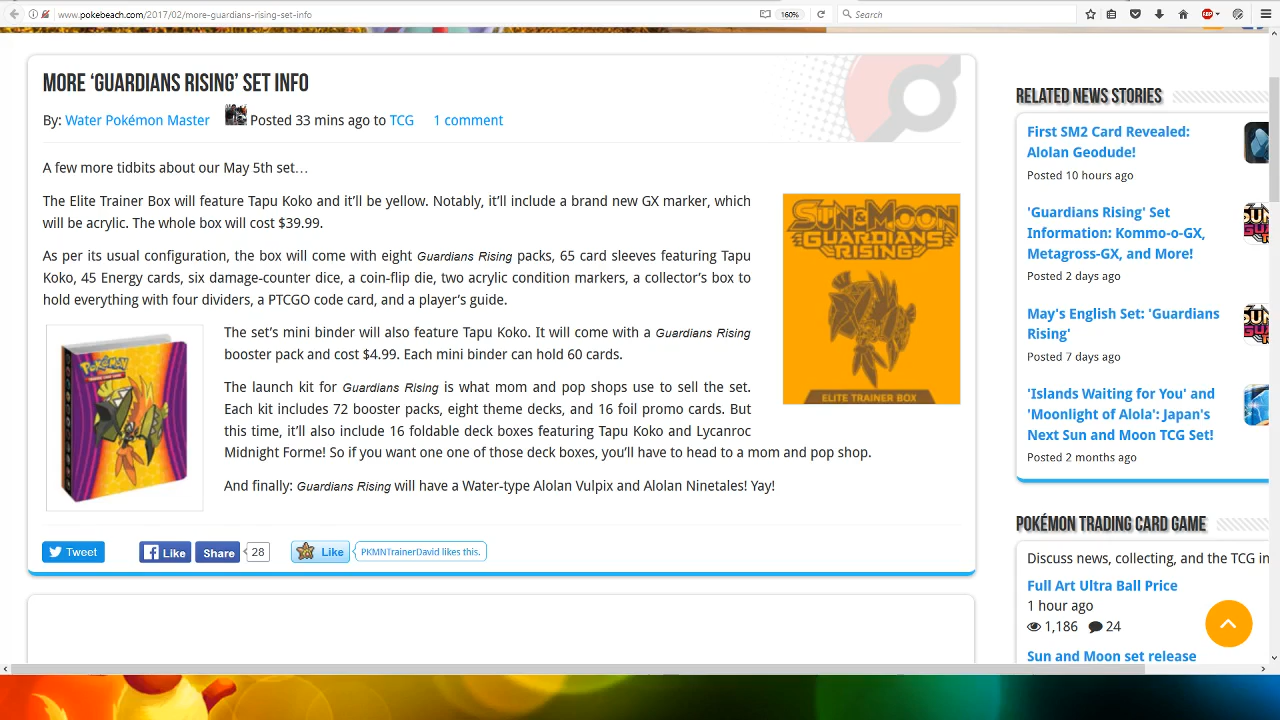 www.pokebeach.com/2017/02/more-guardians-rising-set-info
160%
Search
ABP
MORE ‘GUARDIANS RISING’ SET INFO
By: Water Pokémon Master Posted 33 mins ago to TCG 1 comment
A few more tidbits about our May 5th set…
The Elite Trainer Box will feature Tapu Koko and it’ll be yellow. Notably, it’ll include a brand new GX marker, which
will be acrylic. The whole box will cost $39.99.
As per its usual configuration, the box will come with eight Guardians Rising packs, 65 card sleeves featuring Tapu
Koko, 45 Energy cards, six damage-counter dice, a coin-flip die, two acrylic condition markers, a collector’s box to
hold everything with four dividers, a PTCGO code card, and a player’s guide.
SUN & MOON
GUARDIANS
RISING
ELITE TRAINER BOX
POKÉMON
The set’s mini binder will also feature Tapu Koko. It will come with a Guardians Rising
booster pack and cost $4.99. Each mini binder can hold 60 cards.
The launch kit for Guardians Rising is what mom and pop shops use to sell the set.
Each kit includes 72 booster packs, eight theme decks, and 16 foil promo cards. But
this time, it’ll also include 16 foldable deck boxes featuring Tapu Koko and Lycanroc
Midnight Forme! So if you want one one of those deck boxes, you’ll have to head to a mom and pop shop.
And finally: Guardians Rising will have a Water-type Alolan Vulpix and Alolan Ninetales! Yay!
Tweet
Like
Share
28
Like
PKMNTrainerDavid likes this.
RELATED NEWS STORIES
First SM2 Card Revealed:
Alolan Geodude!
Posted 10 hours ago
'Guardians Rising' Set
Information: Kommo-o-GX,
Metagross-GX, and More!
Posted 2 days ago
May's English Set: 'Guardians
Rising'
Posted 7 days ago
'Islands Waiting for You' and
'Moonlight of Alola': Japan's
Next Sun and Moon TCG Set!
Posted 2 months ago
POKÉMON TRADING CARD GAME
Discuss news, collecting, and the TCG in
Full Art Ultra Ball Price
1 hour ago
1,186 24
Sun and Moon set release